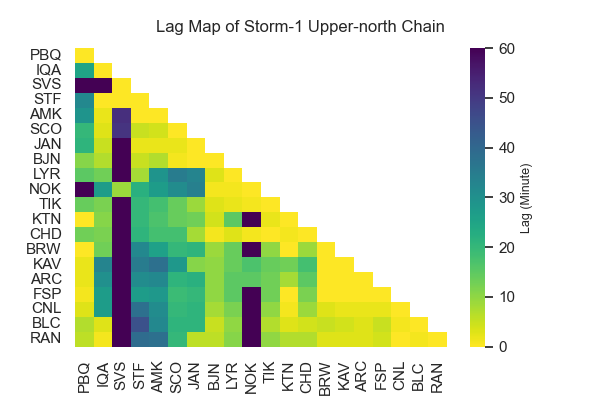 Lag Map of Storm-1 Upper-north Chain
PBQ
IQA
SVS
STF
AMK
SCO
JAN
BJN
LYR
NOK
TIK
KTN
CHD
BRW
KAV
ARC
FSP
CNL
BLC
RAN
PBQ IQA SVS STF AMK SCO JAN BJN LYR NOK TIK KTN CHD BRW KAV ARC FSP CNL BLC RAN
60
50
40
30
20
10
0
Lag (Minute)